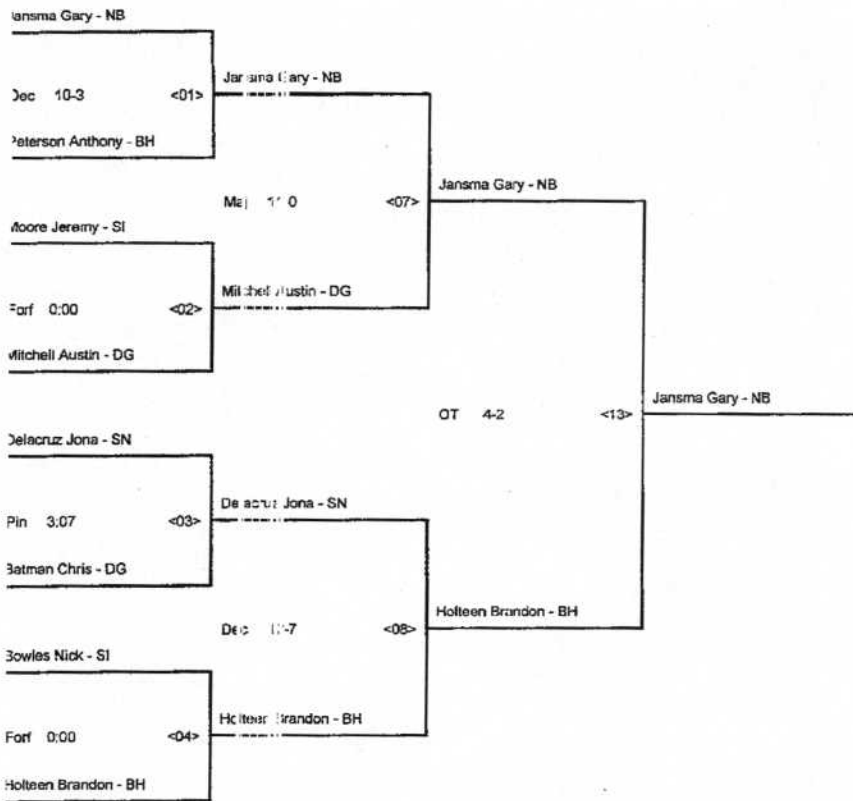 Jansma Gary - NB
Jansma Gary - NB
Dec 10-3 <01>
Peterson Anthony - BH
Jansma Gary - NB
Maj <07>
Moore Jeremy - SI
Mitchell Austin - DG
Forf 0:00 <02>
Mitchell Austin - DG
Jansma Gary - NB
OT 4-2 <13>
Delacruz Jona - SN
Delacruz Jona - SN
Pin 3:07 <03>
Batman Chris - DG
Holteen Brandon - BH
Dec <08>
Bowles Nick - SI
Holteen Brandon - BH
Forf 0:00 <04>
Holteen Brandon - BH